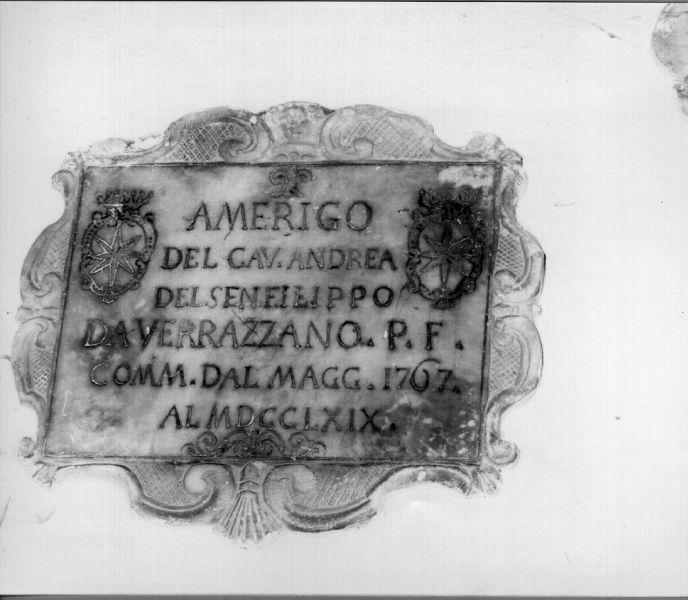 AMERIGO
DEL CAV. ANDREA
DEL SEN. FILIPPO
DA VERRAZZANO. P. F.
COMM. DAL MAGG. 1767.
AL MDCCLXIX.